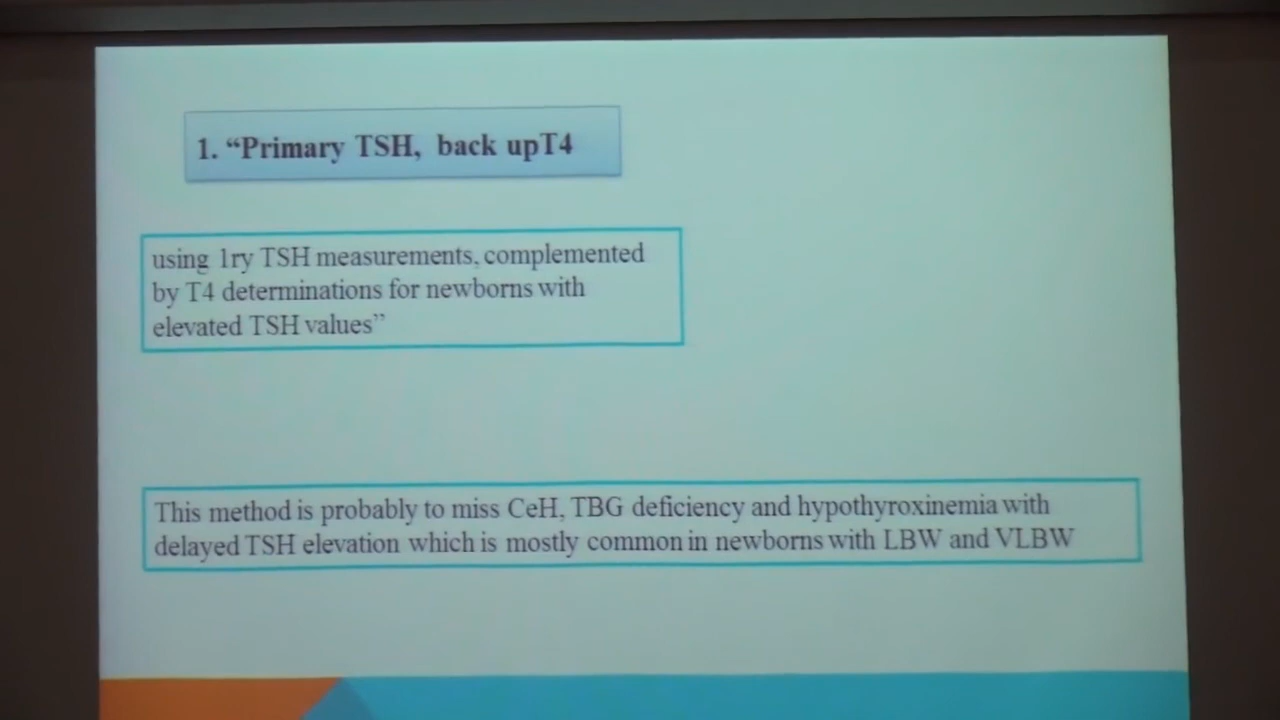 1. “Primary TSH, back upT4
using 1ry TSH measurements, complemented
by T4 determinations for newborns with
elevated TSH values”
This method is probably to miss CeH, TBG deficiency and hypothyroxinemia with
delayed TSH elevation which is mostly common in newborns with LBW and VLBW